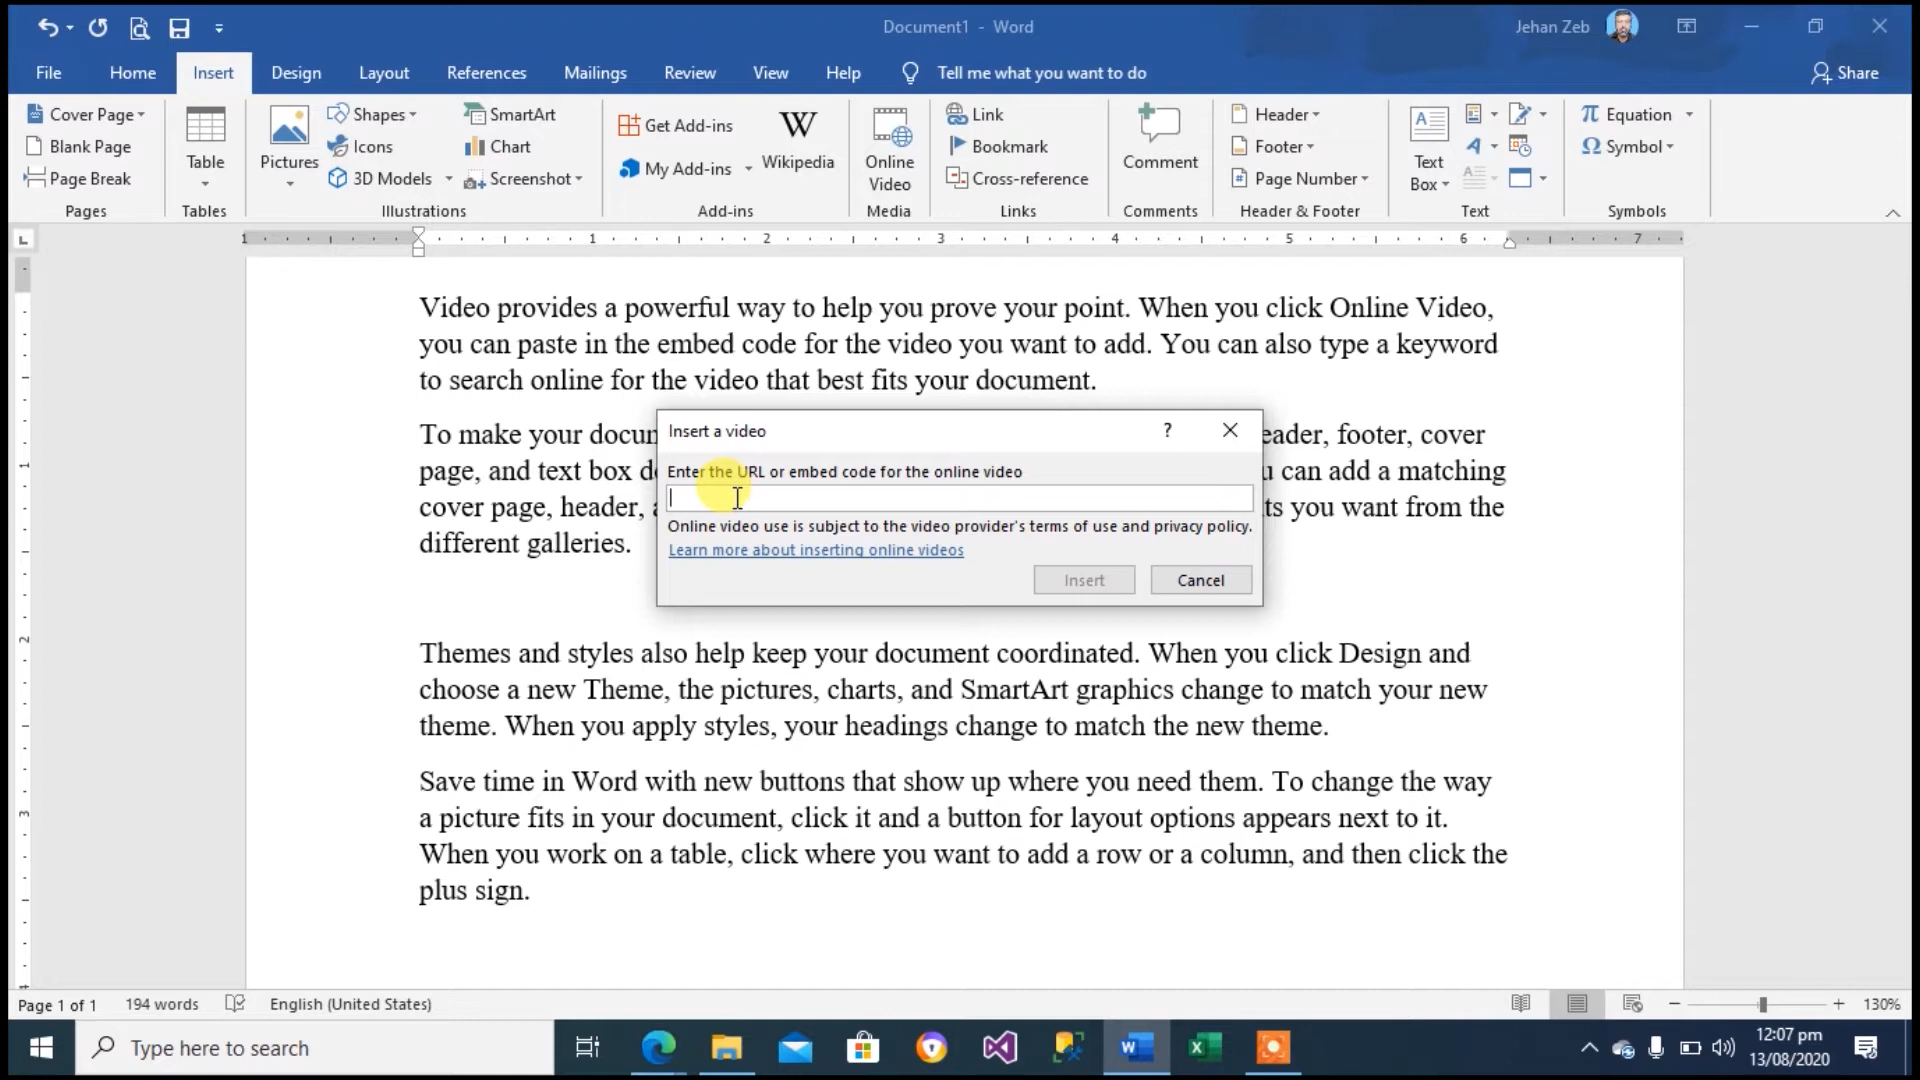 Document1 - Word
Jehan Zeb
File Home Insert Design Layout References Mailings Review View Help Tell me what you want to do Share
Cover Page
Blank Page
Page Break
Pages
Table
Tables
Pictures
Shapes
Icons
3D Models
SmartArt
Chart
Screenshot
Illustrations
Get Add-ins
My Add-ins
Wikipedia
Add-ins
Online
Video
Media
Link
Bookmark
Cross-reference
Links
Comment
Comments
Header
Footer
Page Number
Header & Footer
Text
Box
Text
Equation
Symbol
Symbols
1 1 2 3 4 5 6 7
Video provides a powerful way to help you prove your point. When you click Online Video,
you can paste in the embed code for the video you want to add. You can also type a keyword
to search online for the video that best fits your document.
To make your docum eader, footer, cover
page, and text box d u can add a matching
cover page, header, a ts you want from the
different galleries.
Insert a video
Enter the URL or embed code for the online video
Online video use is subject to the video provider's terms of use and privacy policy.
Learn more about inserting online videos
Insert Cancel
Themes and styles also help keep your document coordinated. When you click Design and
choose a new Theme, the pictures, charts, and SmartArt graphics change to match your new
theme. When you apply styles, your headings change to match the new theme.
Save time in Word with new buttons that show up where you need them. To change the way
a picture fits in your document, click it and a button for layout options appears next to it.
When you work on a table, click where you want to add a row or a column, and then click the
plus sign.
1
2
3
Page 1 of 1 194 words English (United States) 130%
Type here to search
12:07 pm
13/08/2020